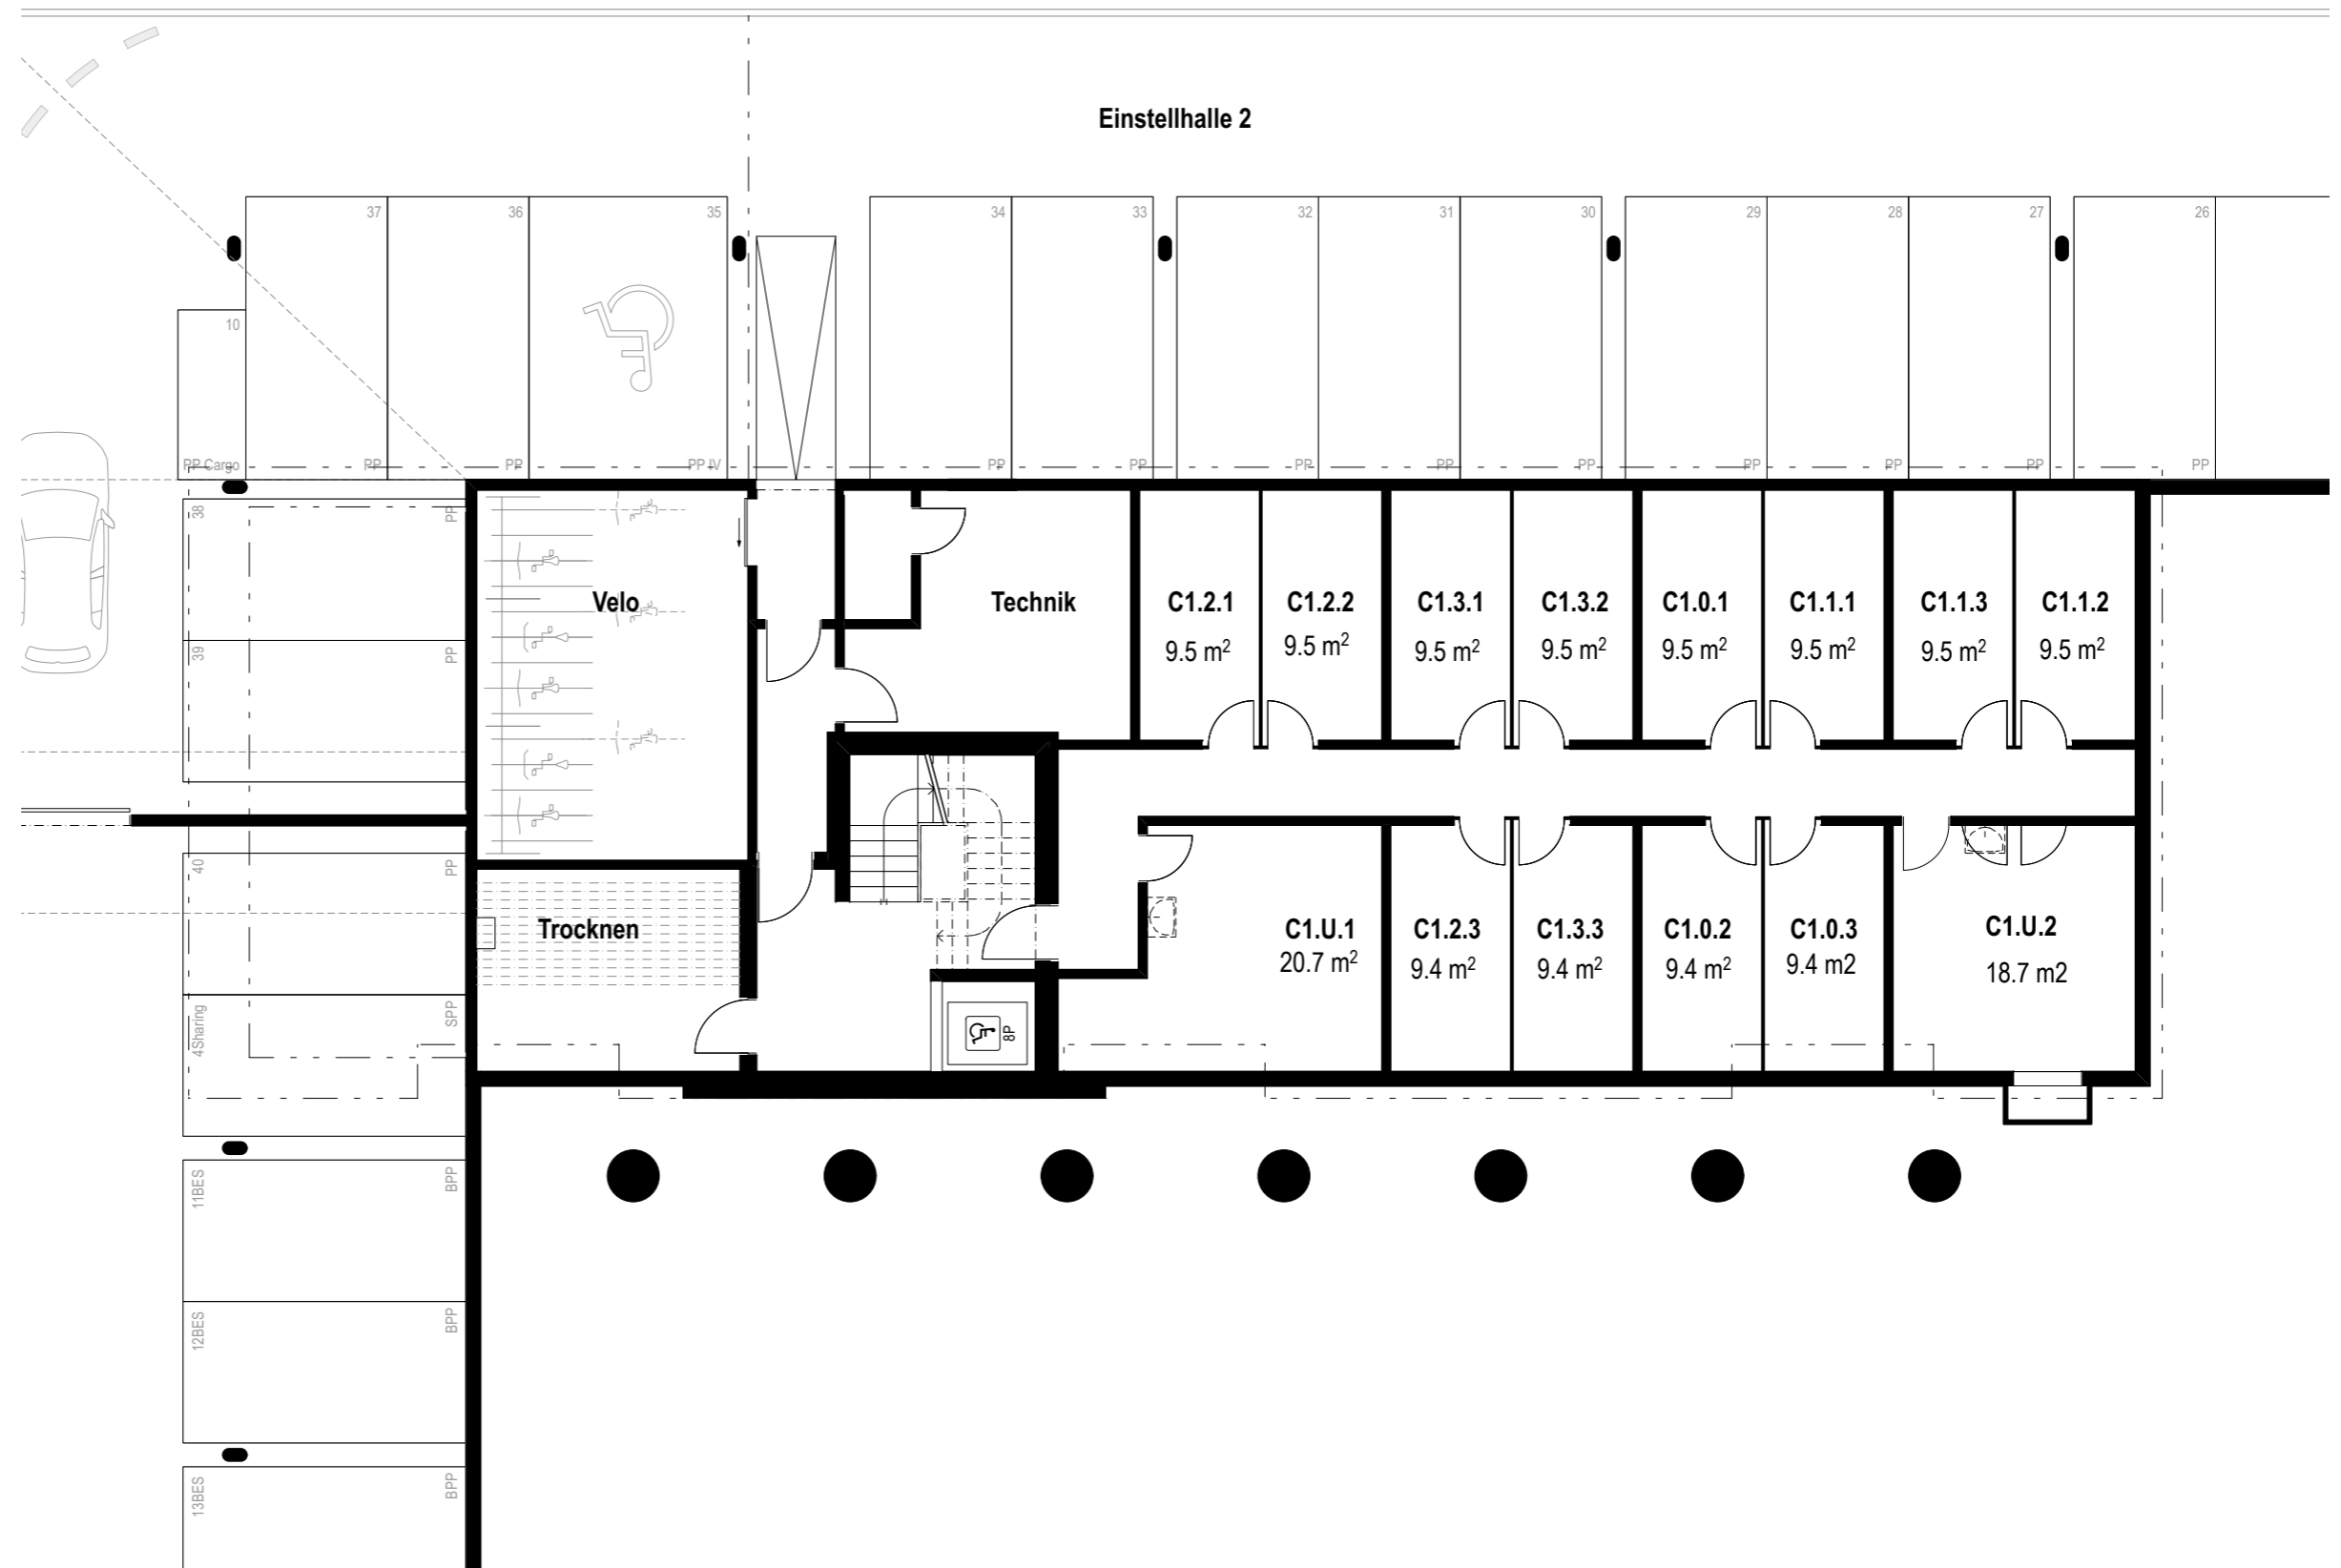 Einstellhalle 2
37
36
35
34
33
32
31
30
29
28
27
26
10
PP Cargo
PP
PP
PP IV
PP
PP
PP
PP
PP
PP
PP
PP
PP
38
PP
39
PP
40
PP
4Sharing
SPP
11BES
BPP
12BES
BPP
13BES
BPP
Velo
Technik
C1.2.1
9.5 m²
C1.2.2
9.5 m²
C1.3.1
9.5 m²
C1.3.2
9.5 m²
C1.0.1
9.5 m²
C1.1.1
9.5 m²
C1.1.3
9.5 m²
C1.1.2
9.5 m²
Trocknen
8P
C1.U.1
20.7 m²
C1.2.3
9.4 m²
C1.3.3
9.4 m²
C1.0.2
9.4 m²
C1.0.3
9.4 m2
C1.U.2
18.7 m2